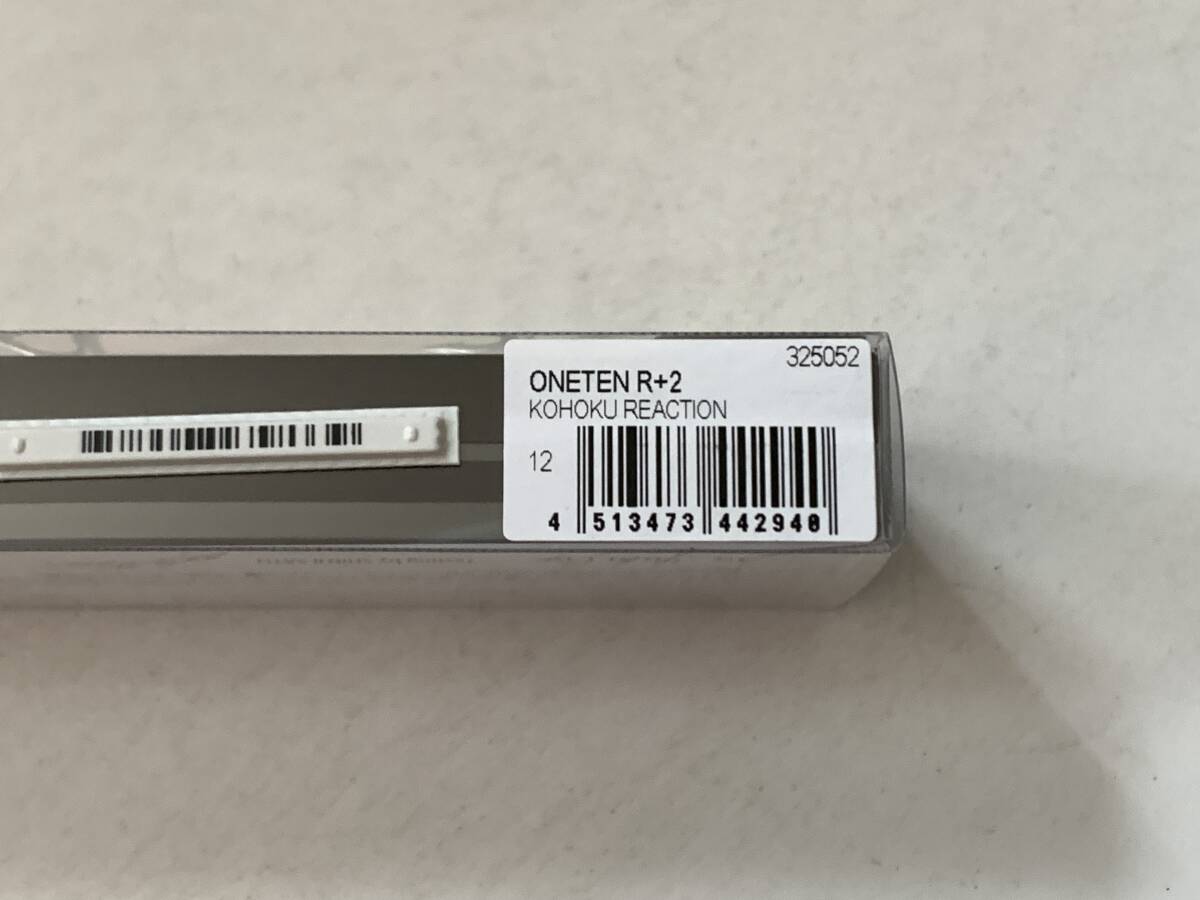 325052
ONETEN R+2
KOHOKU REACTION
12
4 513473 442940